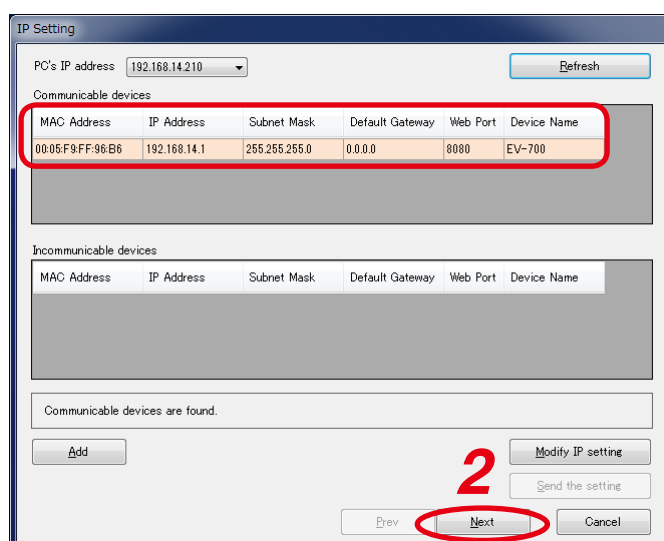 IP Setting
PC's IP address 192.168.14.210 Refresh
Communicable devices
MAC Address IP Address Subnet Mask Default Gateway Web Port Device Name
00:05:F9:FF:96:B6 192.168.14.1 255.255.255.0 0.0.0.0 8080 EV-700
Incommunicable devices
MAC Address IP Address Subnet Mask Default Gateway Web Port Device Name
Communicable devices are found.
Add Modify IP setting
2
Send the setting
Prev Next Cancel